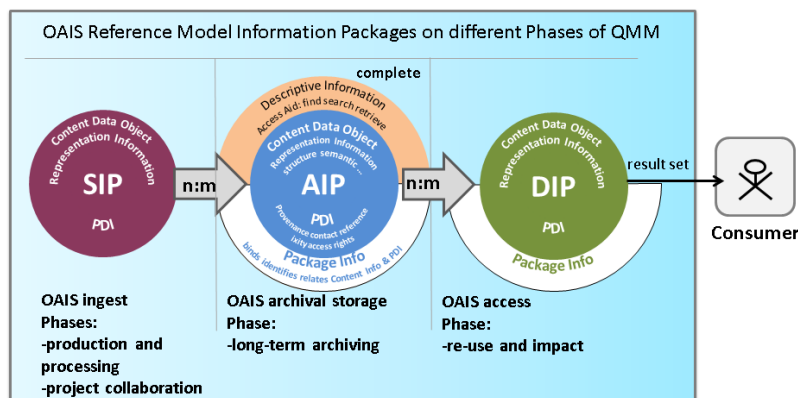 OAIS Reference Model Information Packages on different Phases of QMM
complete
Descriptive Information
Access Aid: find search retrieve
Content Data Object
Representation Information
SIP
PDI
n:m
Content Data Object
Representation Information
structure semantic ...
AIP
PDI
Provenance contact reference
ixity access rights
Package Info
binds identifies relates Content Info & PDI
n:m
Content Data Object
Representation Information
DIP
PDI
Package Info
result set
Consumer
OAIS ingest
Phases:
-production and
processing
-project collaboration
OAIS archival storage
Phase:
-long-term archiving
OAIS access
Phase:
-re-use and impact